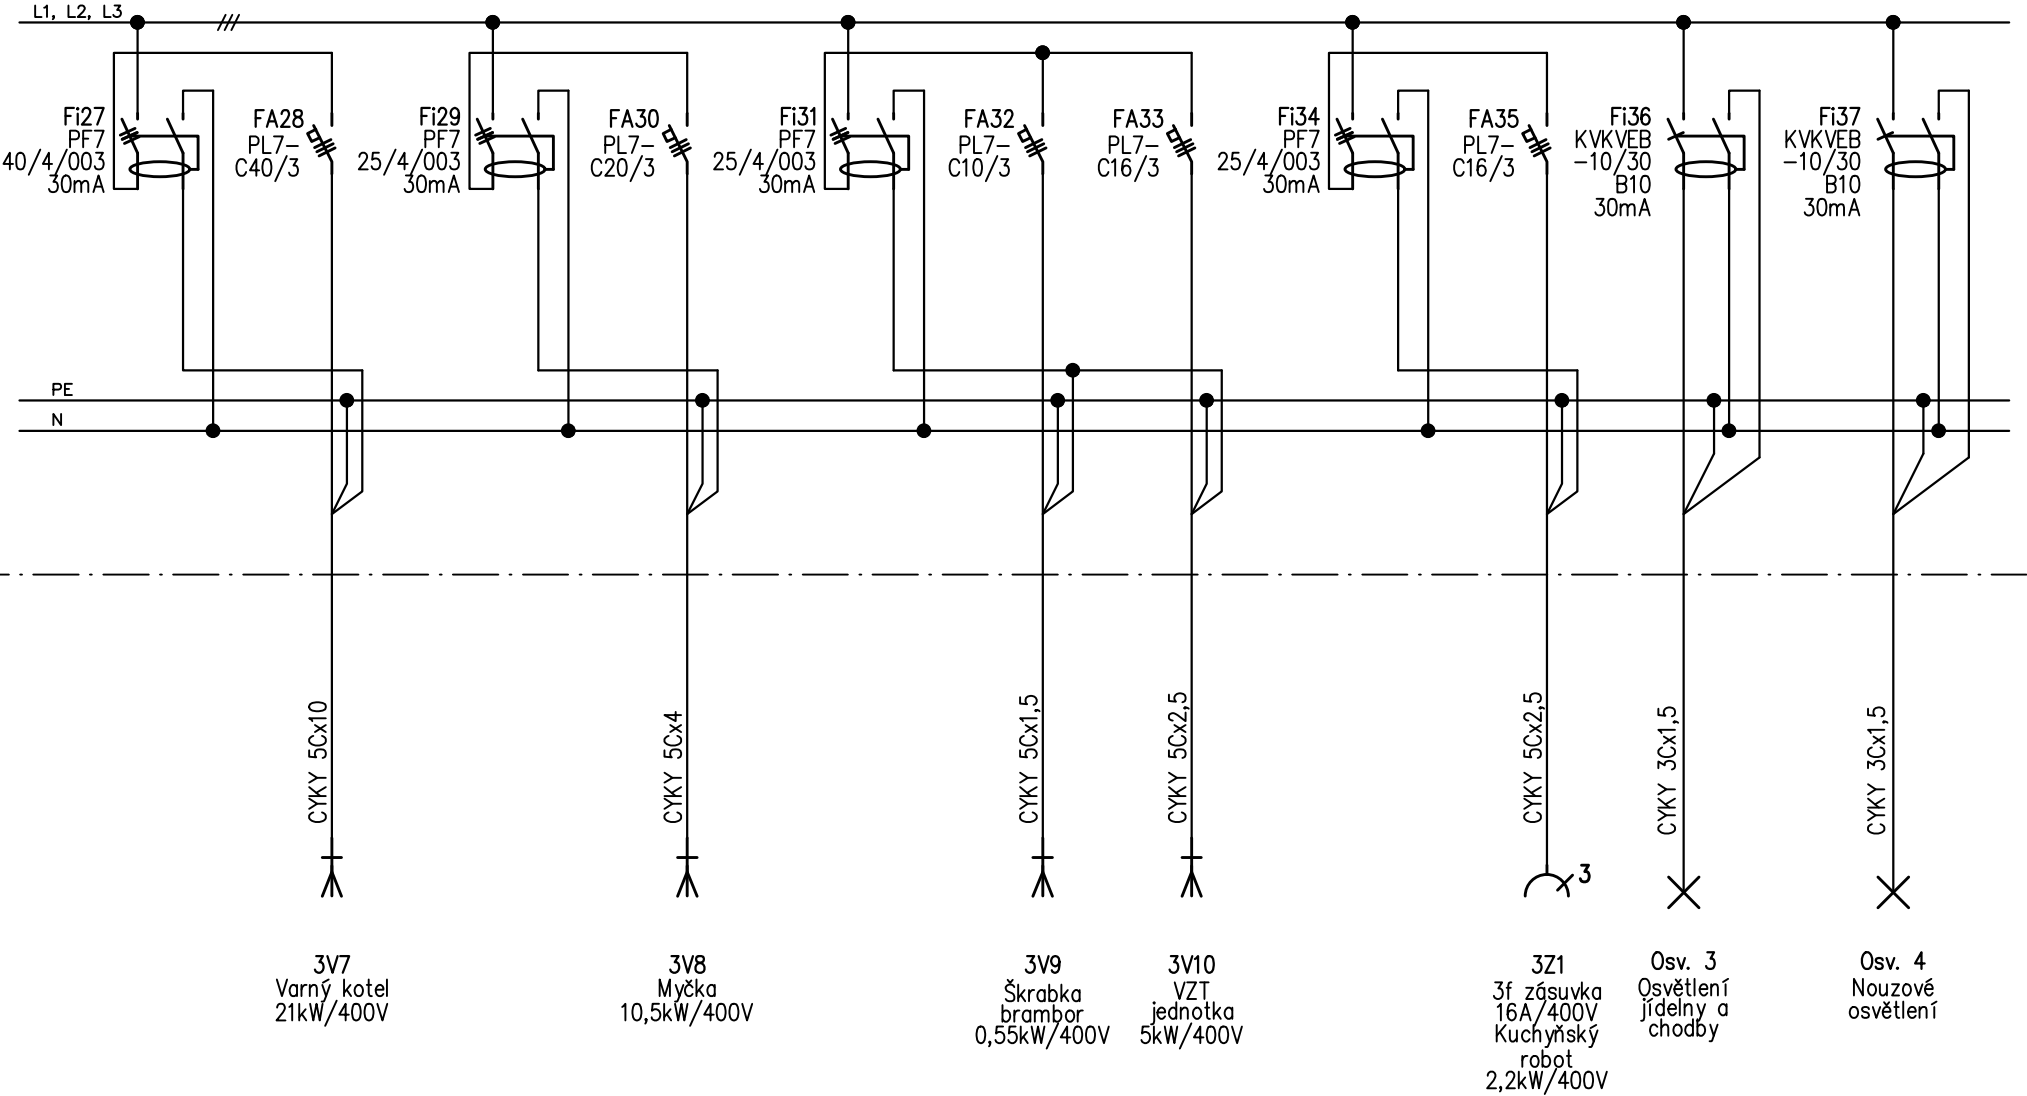 L1, L2, L3
Fi27
PF7
40/4/003
30mA
FA28
PL7-
C40/3
Fi29
PF7
25/4/003
30mA
FA30
PL7-
C20/3
Fi31
PF7
25/4/003
30mA
FA32
PL7-
C10/3
FA33
PL7-
C16/3
Fi34
PF7
25/4/003
30mA
FA35
PL7-
C16/3
Fi36
KVKVEB
-10/30
B10
30mA
Fi37
KVKVEB
-10/30
B10
30mA
PE
N
CYKY 5Cx10
CYKY 5Cx4
CYKY 5Cx1,5
CYKY 5Cx2,5
CYKY 5Cx2,5
CYKY 3Cx1,5
CYKY 3Cx1,5
3
3V7
Varný kotel
21kW/400V
3V8
Myčka
10,5kW/400V
3V9
Škrabka
brambor
0,55kW/400V
3V10
VZT
jednotka
5kW/400V
3Z1
3f zásuvka
16A/400V
Kuchyňský
robot
2,2kW/400V
Osv. 3
Osvětlení
jídelny a
chodby
Osv. 4
Nouzové
osvětlení